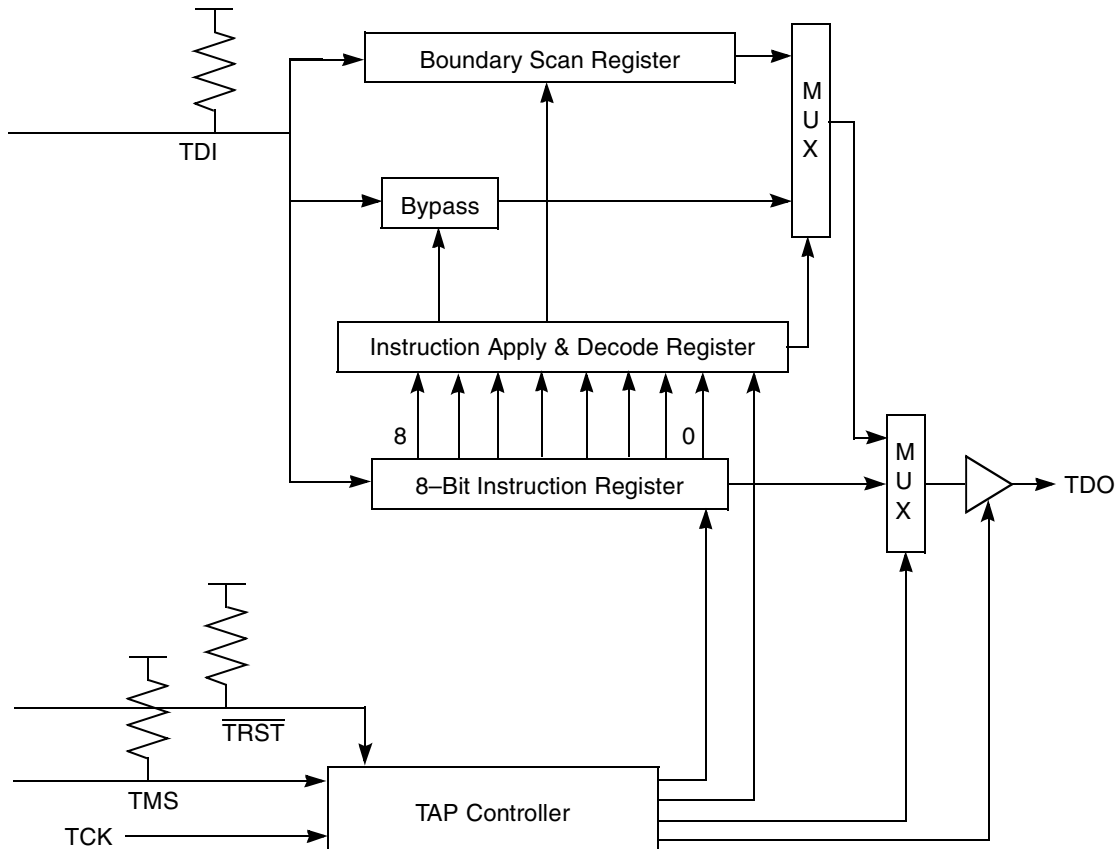 Boundary Scan Register
M
U
X
TDI
Bypass
Instruction Apply & Decode Register
8
0
8–Bit Instruction Register
M
U
X
TDO
TRST
TMS
TAP Controller
TCK